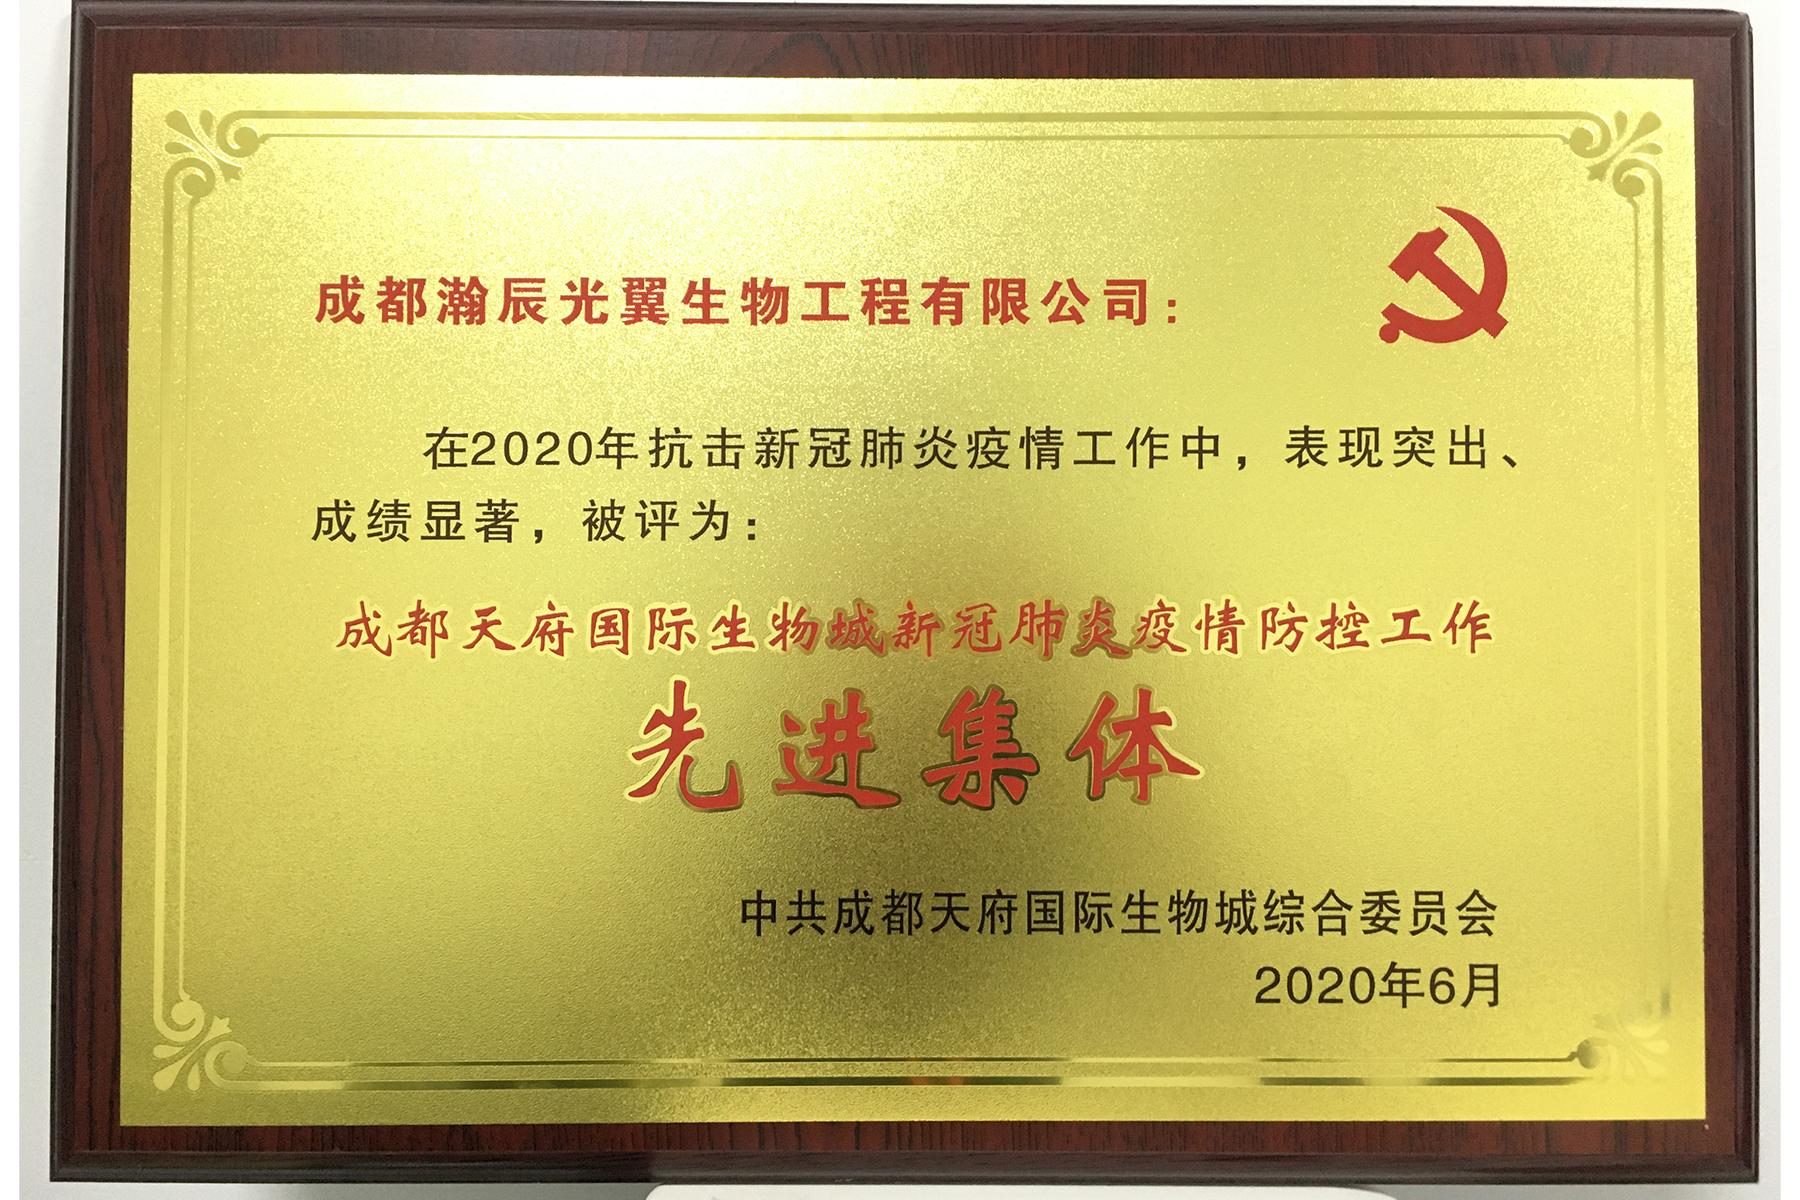 成都瀚辰光翼生物工程有限公司：
在2020年抗击新冠肺炎疫情工作中，表现突出、
成绩显著，被评为：
成都天府国际生物城新冠肺炎疫情防控工作
先进集体
中共成都天府国际生物城综合委员会
2020年6月